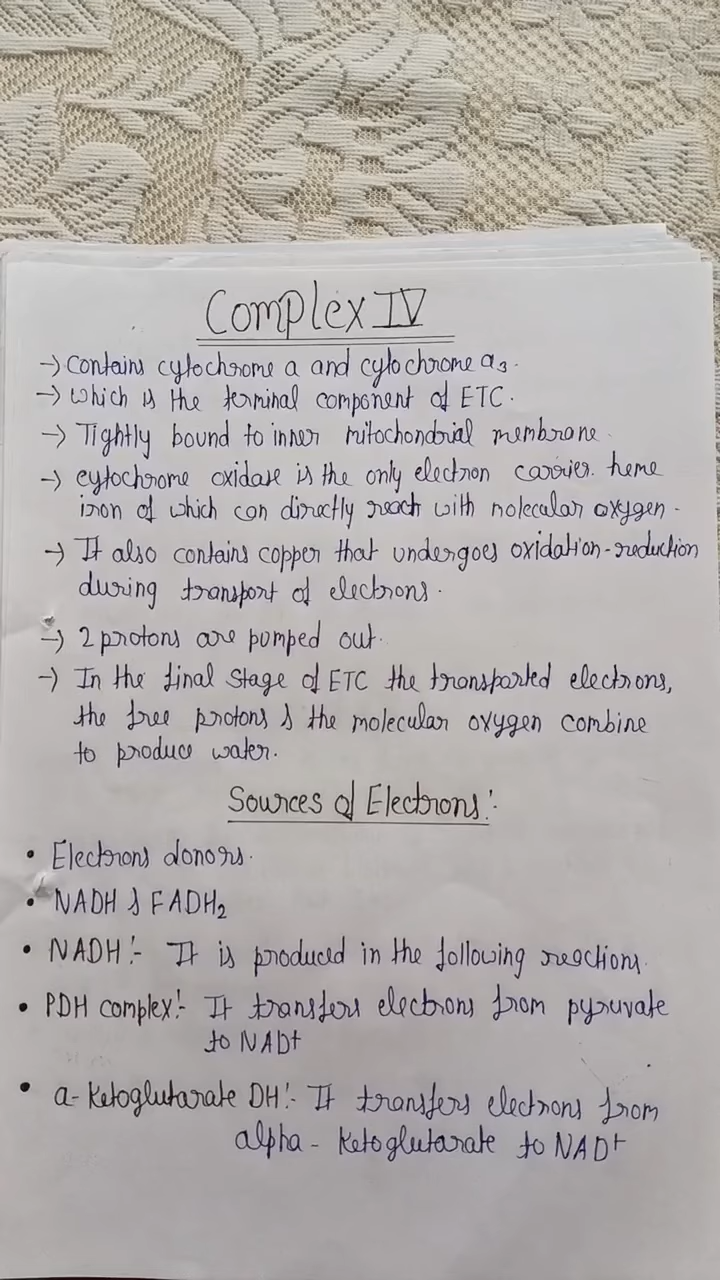 Complex IV
→ Contains cytochrome a and cytochrome a₃.
→ which is the terminal component of ETC.
→ Tightly bound to inner mitochondrial membrane.
→ cytochrome oxidase is the only electron carrier. heme
iron of which can directly react with molecular oxygen.
→ It also contains copper that undergoes oxidation-reduction
during transport of electrons.
→ 2 protons are pumped out.
→ In the final stage of ETC the transported electrons,
the free protons & the molecular oxygen combine
to produce water.
Sources of Electrons:-
• Electrons donors.
• NADH & FADH₂
• NADH:- It is produced in the following reactions.
• PDH complex:- It transfers electrons from pyruvate
to NAD+
• a-Ketoglutarate DH:- It transfers electrons from
alpha-Ketoglutarate to NAD+